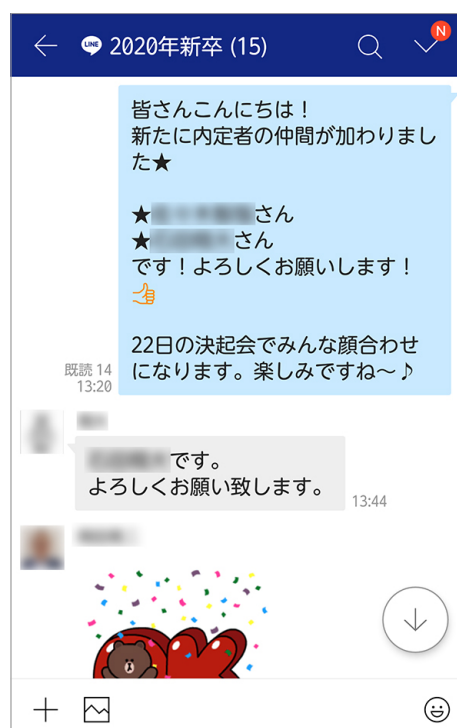 LINE 2020年新卒 (15)
N
皆さんこんにちは！
新たに内定者の仲間が加わりまし
た★
★さん
★さん
です！よろしくお願いします！
22日の決起会でみんな顔合わせ
になります。楽しみですね～♪
既読 14
13:20
です。
よろしくお願い致します。
13:44